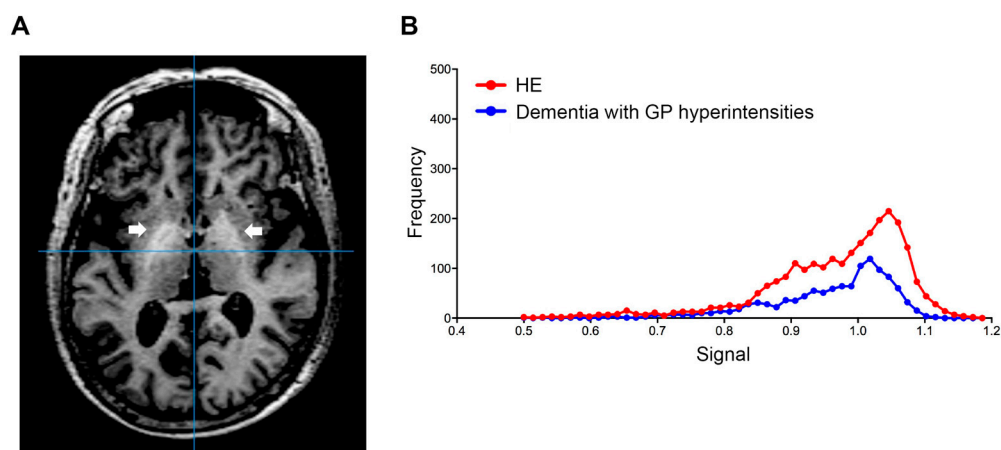 A
B
HE
Dementia with GP hyperintensities
Frequency
500
400
300
200
100
0
0.4 0.5 0.6 0.7 0.8 0.9 1.0 1.1 1.2
Signal